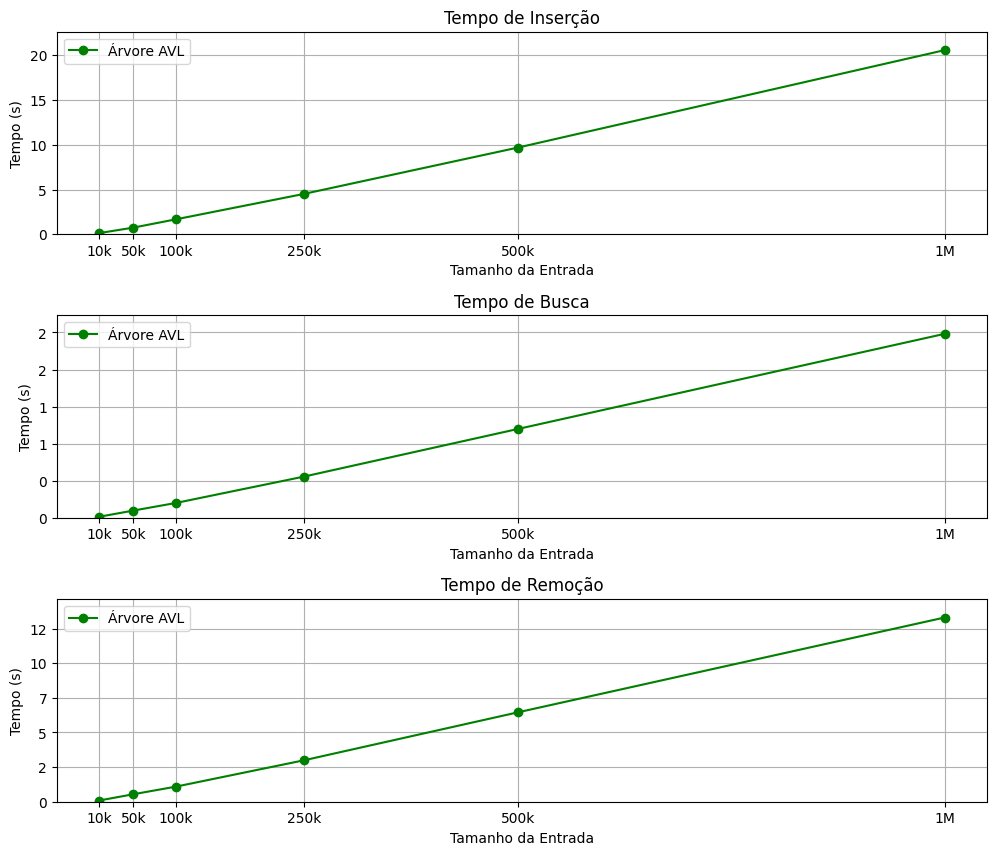 Tempo de Inserção
Árvore AVL
Tempo (s)
20
15
10
5
0
10k 50k 100k 250k 500k 1M
Tamanho da Entrada
Tempo de Busca
Árvore AVL
Tempo (s)
2
2
1
1
0
0
10k 50k 100k 250k 500k 1M
Tamanho da Entrada
Tempo de Remoção
Árvore AVL
Tempo (s)
12
10
7
5
2
0
10k 50k 100k 250k 500k 1M
Tamanho da Entrada